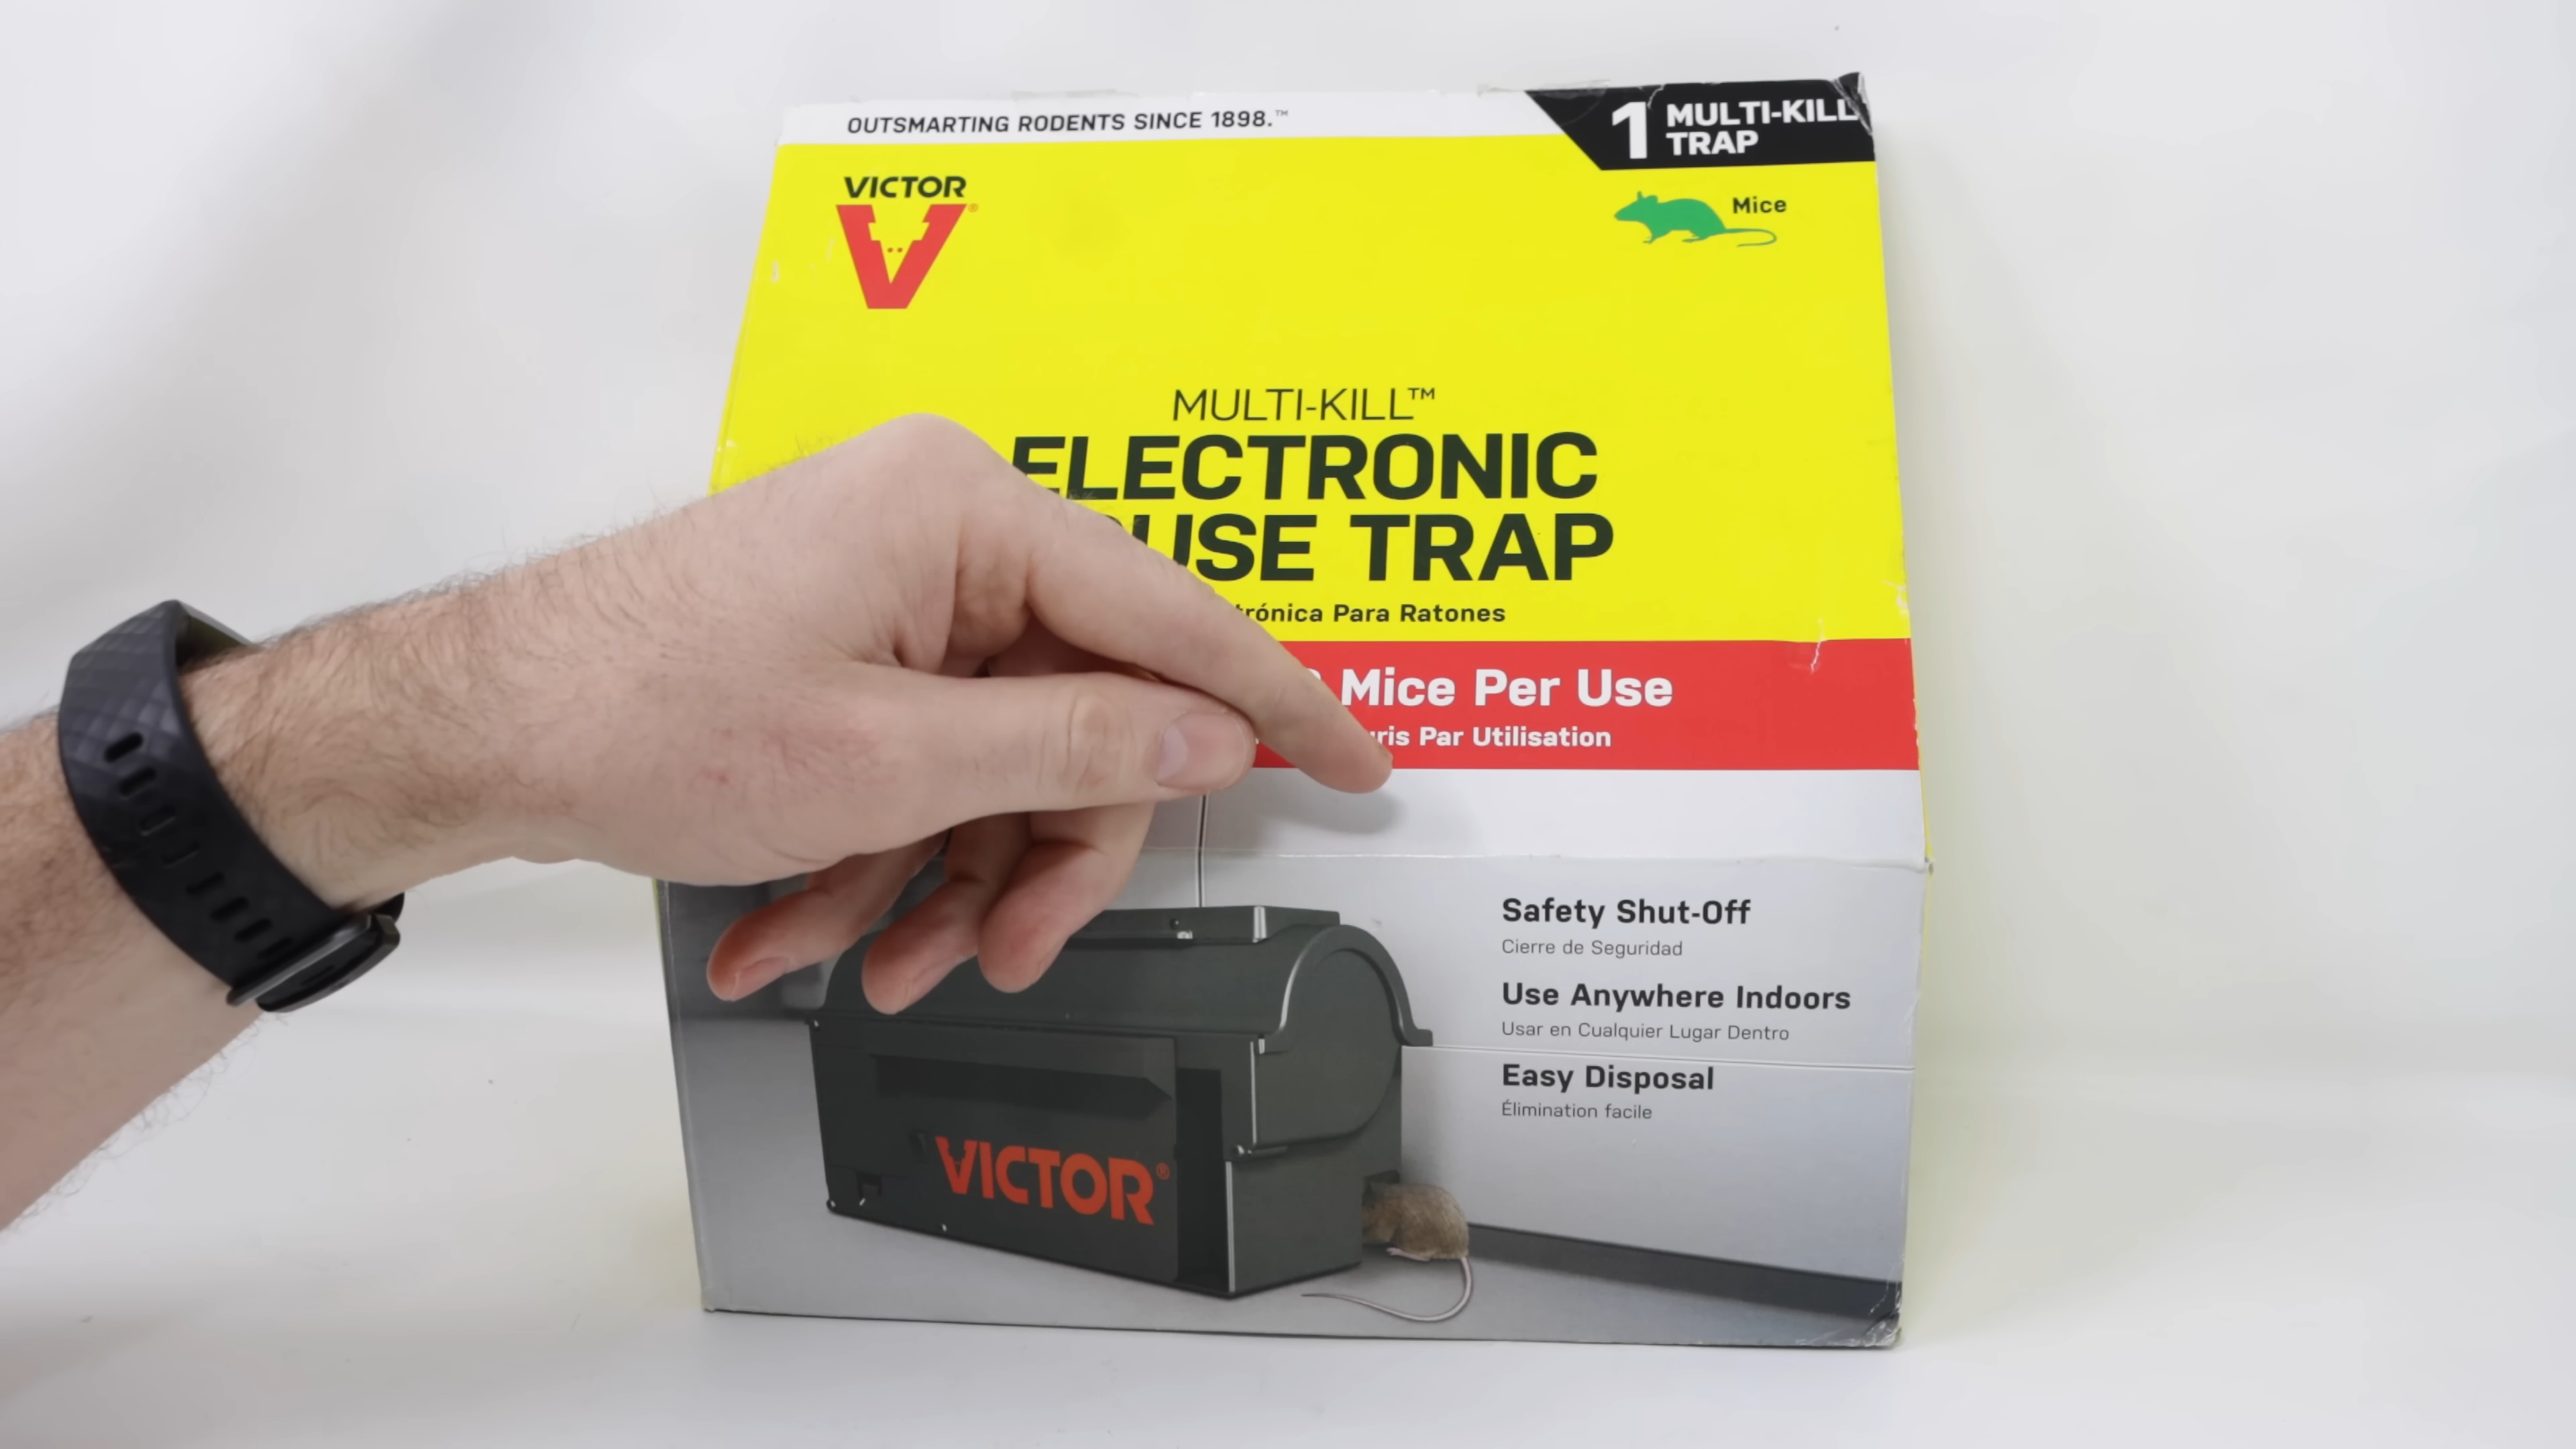 OUTSMARTING RODENTS SINCE 1898.™
1 MULTI-KILL
TRAP
VICTOR
V®
Mice
MULTI-KILL™
ELECTRONIC
TRAP
Para Ratones
Mice Per Use
Par Utilisation
Safety Shut-Off
Cierre de Seguridad
Use Anywhere Indoors
Usar en Cualquier Lugar Dentro
Easy Disposal
Élimination facile
VICTOR®